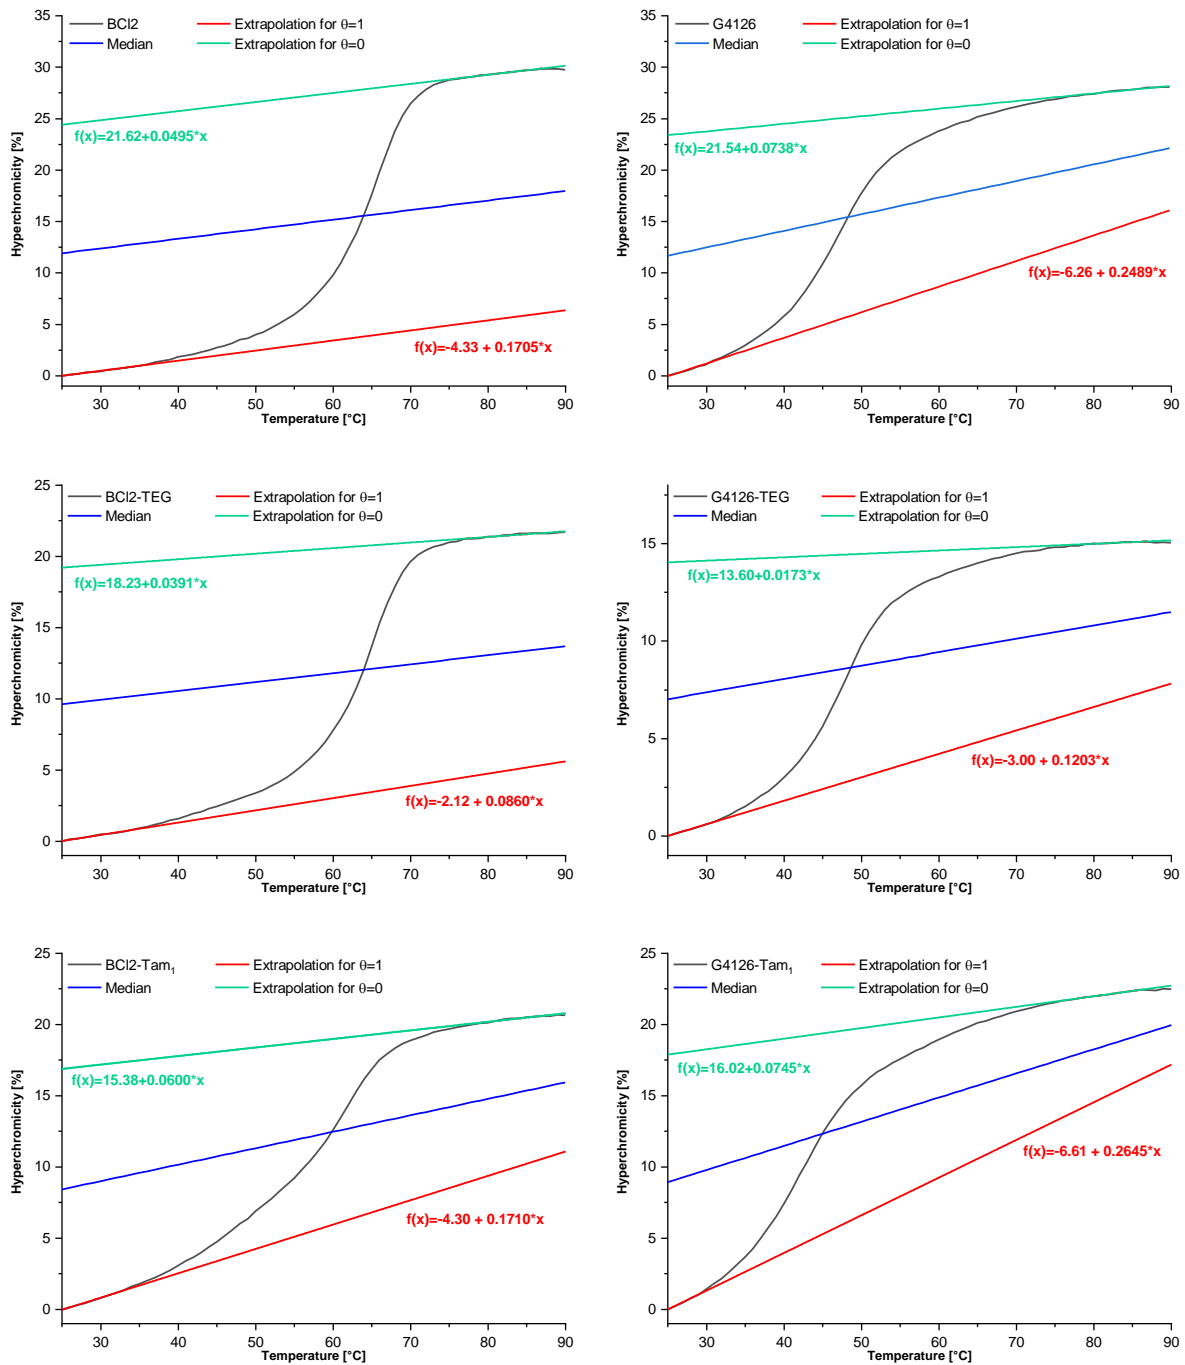 BCl2
Extrapolation for θ=1
Median
Extrapolation for θ=0
35
30
25
20
15
10
5
0
Hyperchromicity [%]
f(x)=21.62+0.0495*x
f(x)=-4.33 + 0.1705*x
30 40 50 60 70 80 90
Temperature [°C]
G4126
Extrapolation for θ=1
Median
Extrapolation for θ=0
35
30
25
20
15
10
5
0
Hyperchromicity [%]
f(x)=21.54+0.0738*x
f(x)=-6.26 + 0.2489*x
30 40 50 60 70 80 90
Temperature [°C]
BCl2-TEG
Extrapolation for θ=1
Median
Extrapolation for θ=0
25
20
15
10
5
0
Hyperchromicity [%]
f(x)=18.23+0.0391*x
f(x)=-2.12 + 0.0860*x
30 40 50 60 70 80 90
Temperature [°C]
G4126-TEG
Extrapolation for θ=1
Median
Extrapolation for θ=0
15
10
5
0
Hyperchromicity [%]
f(x)=13.60+0.0173*x
f(x)=-3.00 + 0.1203*x
30 40 50 60 70 80 90
Temperature [°C]
BCl2-Tam₁
Extrapolation for θ=1
Median
Extrapolation for θ=0
25
20
15
10
5
0
Hyperchromicity [%]
f(x)=15.38+0.0600*x
f(x)=-4.30 + 0.1710*x
30 40 50 60 70 80 90
Temperature [°C]
G4126-Tam₁
Extrapolation for θ=1
Median
Extrapolation for θ=0
25
20
15
10
5
0
Hyperchromicity [%]
f(x)=16.02+0.0745*x
f(x)=-6.61 + 0.2645*x
30 40 50 60 70 80 90
Temperature [°C]